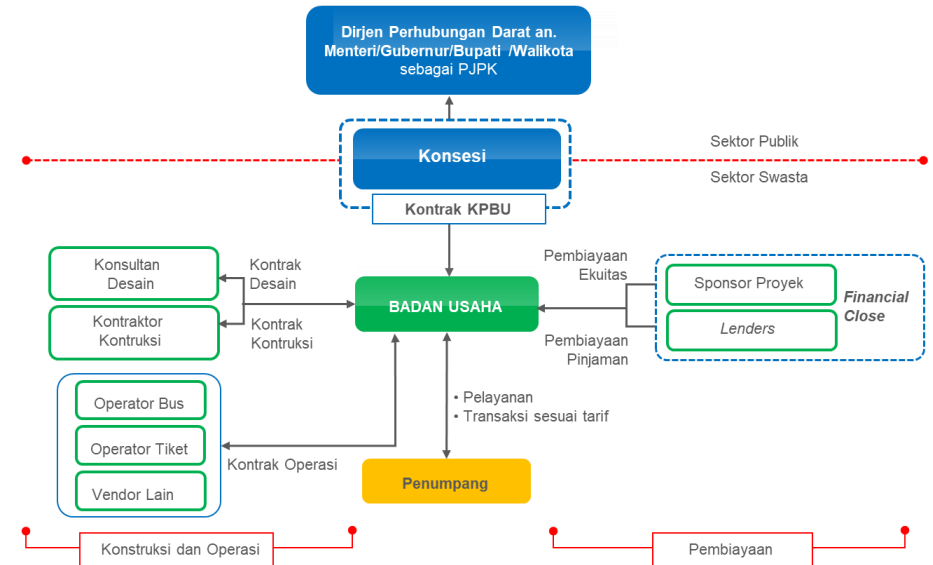 Dirjen Perhubungan Darat an.
Menteri/Gubernur/Bupati /Walikota
sebagai PJPK
Konsesi
Kontrak KPBU
Sektor Publik
Sektor Swasta
Konsultan
Desain
Kontrak
Desain
Kontraktor
Kontruksi
Kontrak
Kontruksi
BADAN USAHA
Pembiayaan
Ekuitas
Pembiayaan
Pinjaman
Sponsor Proyek
Lenders
Financial
Close
Operator Bus
Operator Tiket
Vendor Lain
Kontrak Operasi
• Pelayanan
• Transaksi sesuai tarif
Penumpang
Konstruksi dan Operasi
Pembiayaan